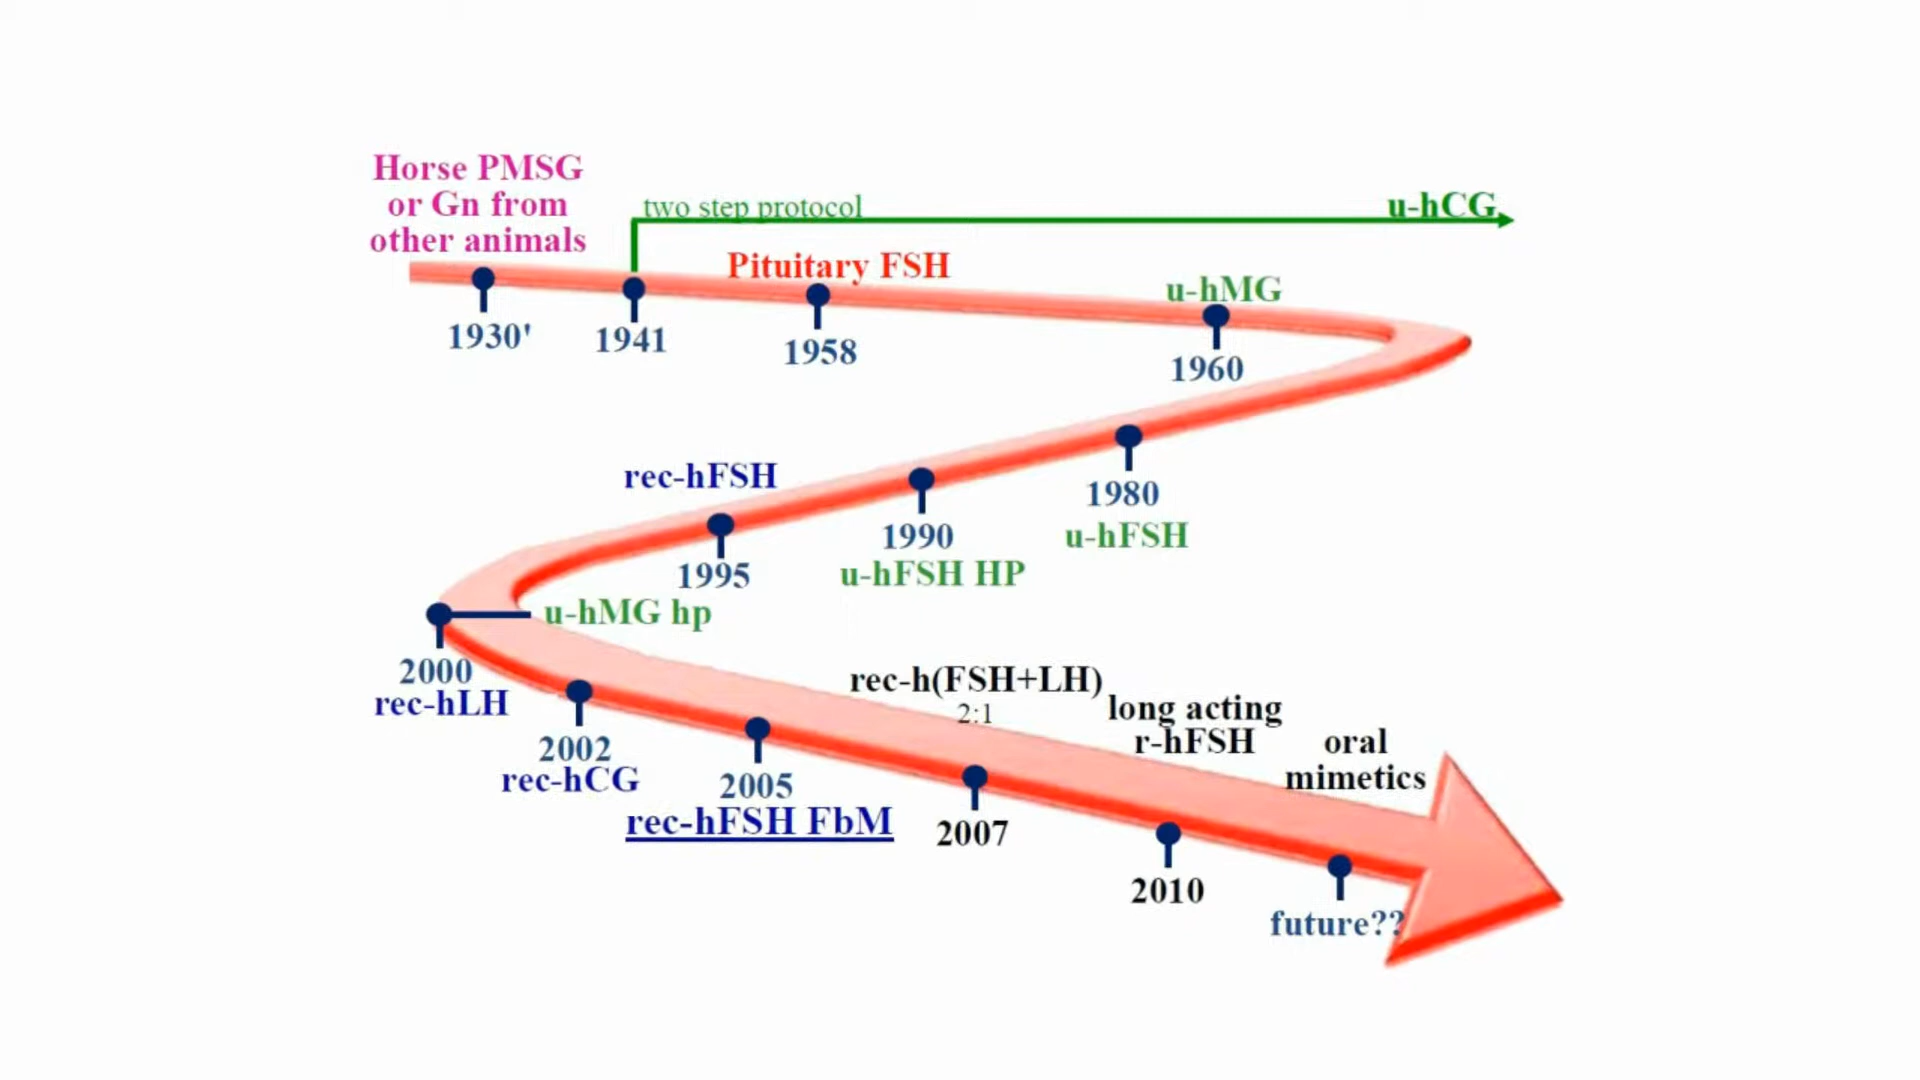 Horse PMSG
or Gn from
other animals
two step protocol
u-hCG
Pituitary FSH
u-hMG
1930'
1941
1958
1960
rec-hFSH
1980
u-hFSH
1990
u-hFSH HP
1995
u-hMG hp
2000
rec-hLH
2002
rec-hCG
2005
rec-hFSH FbM
rec-h(FSH+LH)
2:1
2007
long acting
r-hFSH
2010
oral
mimetics
future??